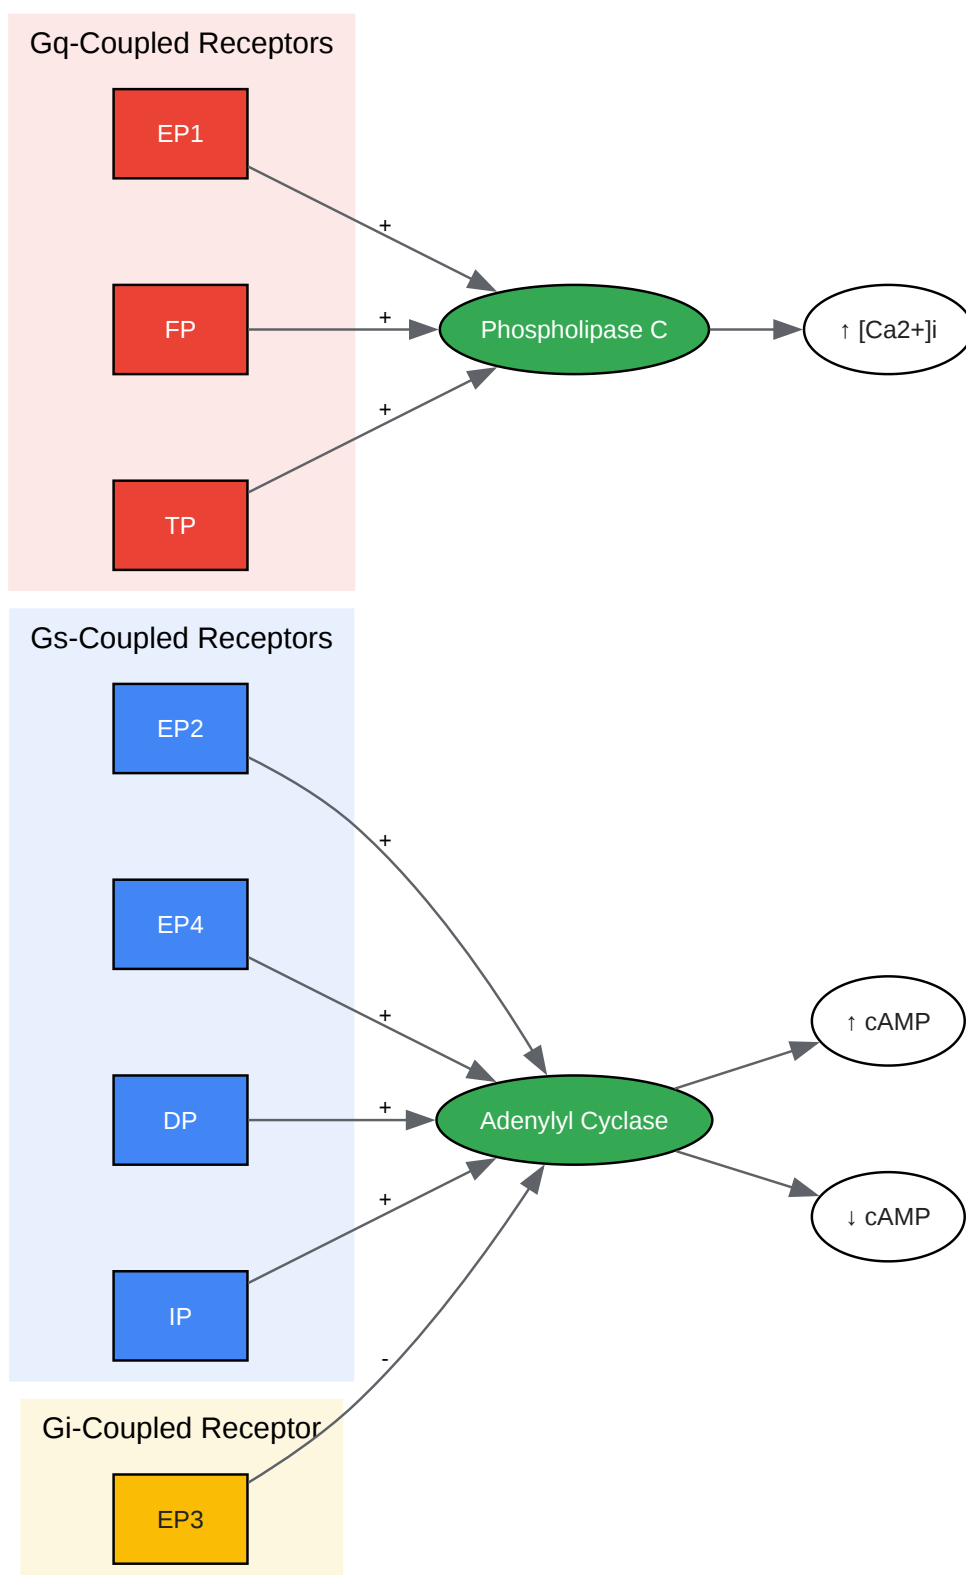 Gq-Coupled Receptors
EP1
+
FP
+
Phospholipase C
↑ [Ca2+]i
+
TP
Gs-Coupled Receptors
EP2
+
EP4
+
↑ cAMP
DP
+
Adenylyl Cyclase
+
↓ cAMP
IP
-
Gi-Coupled Receptor
EP3